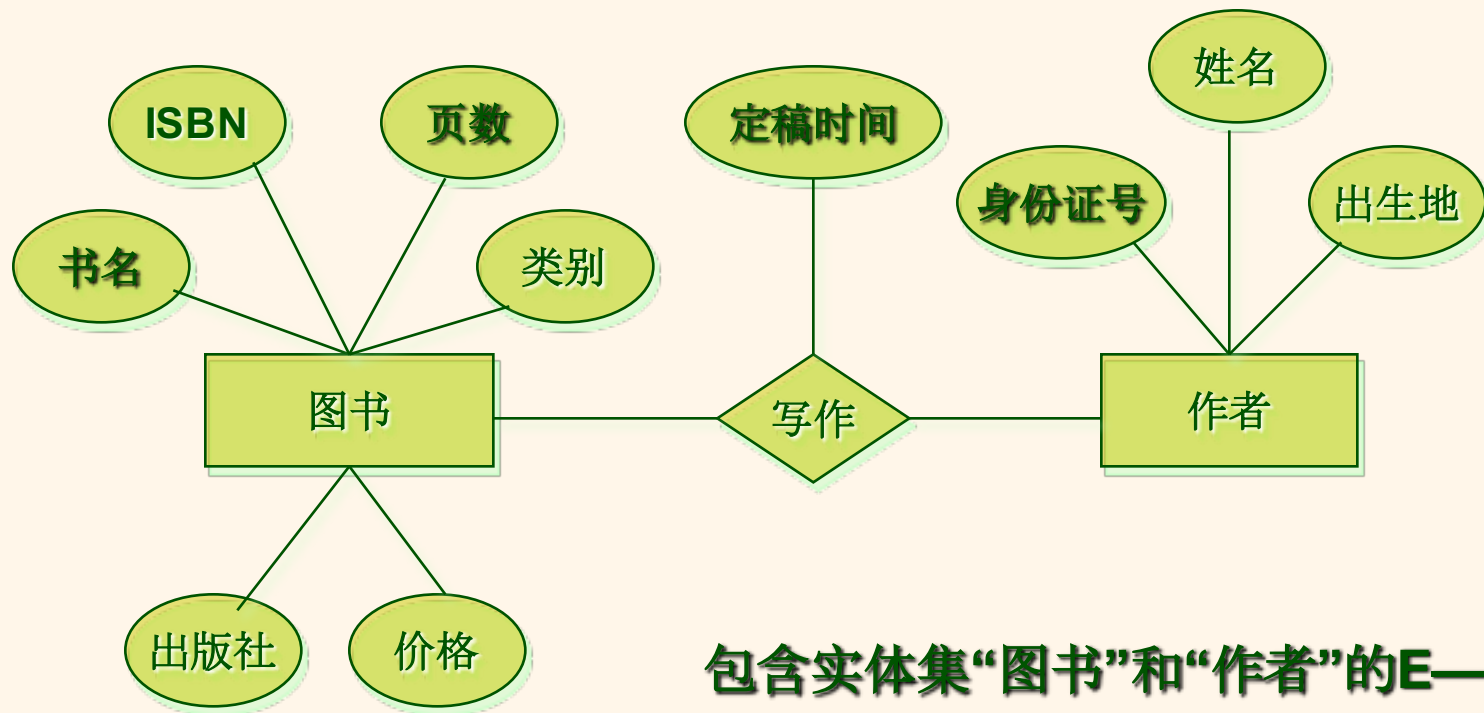 姓名
ISBN
页数
定稿时间
身份证号
出生地
书名
类别
图书
写作
作者
出版社
价格
包含实体集“图书”和“作者”的E—